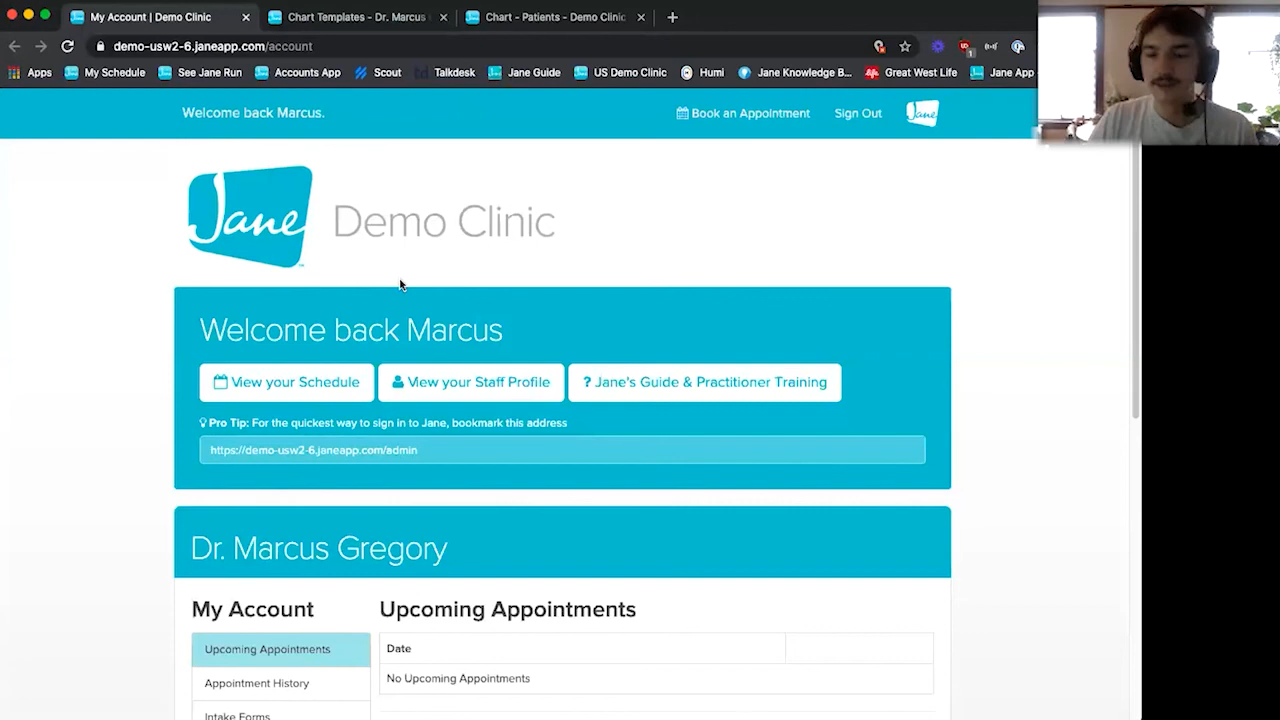 My Account | Demo Clinic
Chart Templates - Dr. Marcus
Chart - Patients - Demo Clinic
demo-usw2-6.janeapp.com/account
1
Apps
My Schedule
See Jane Run
Accounts App
Scout
Talkdesk
Jane Guide
US Demo Clinic
Humi
Jane Knowledge B...
Great West Life
Jane App -
Welcome back Marcus.
Book an Appointment
Sign Out
Jane
Jane
Demo Clinic
Welcome back Marcus
View your Schedule
View your Staff Profile
? Jane's Guide & Practitioner Training
Pro Tip: For the quickest way to sign in to Jane, bookmark this address
https://demo-usw2-6.janeapp.com/admin
Dr. Marcus Gregory
My Account
Upcoming Appointments
Upcoming Appointments
Date
Appointment History
No Upcoming Appointments
Intake Forms